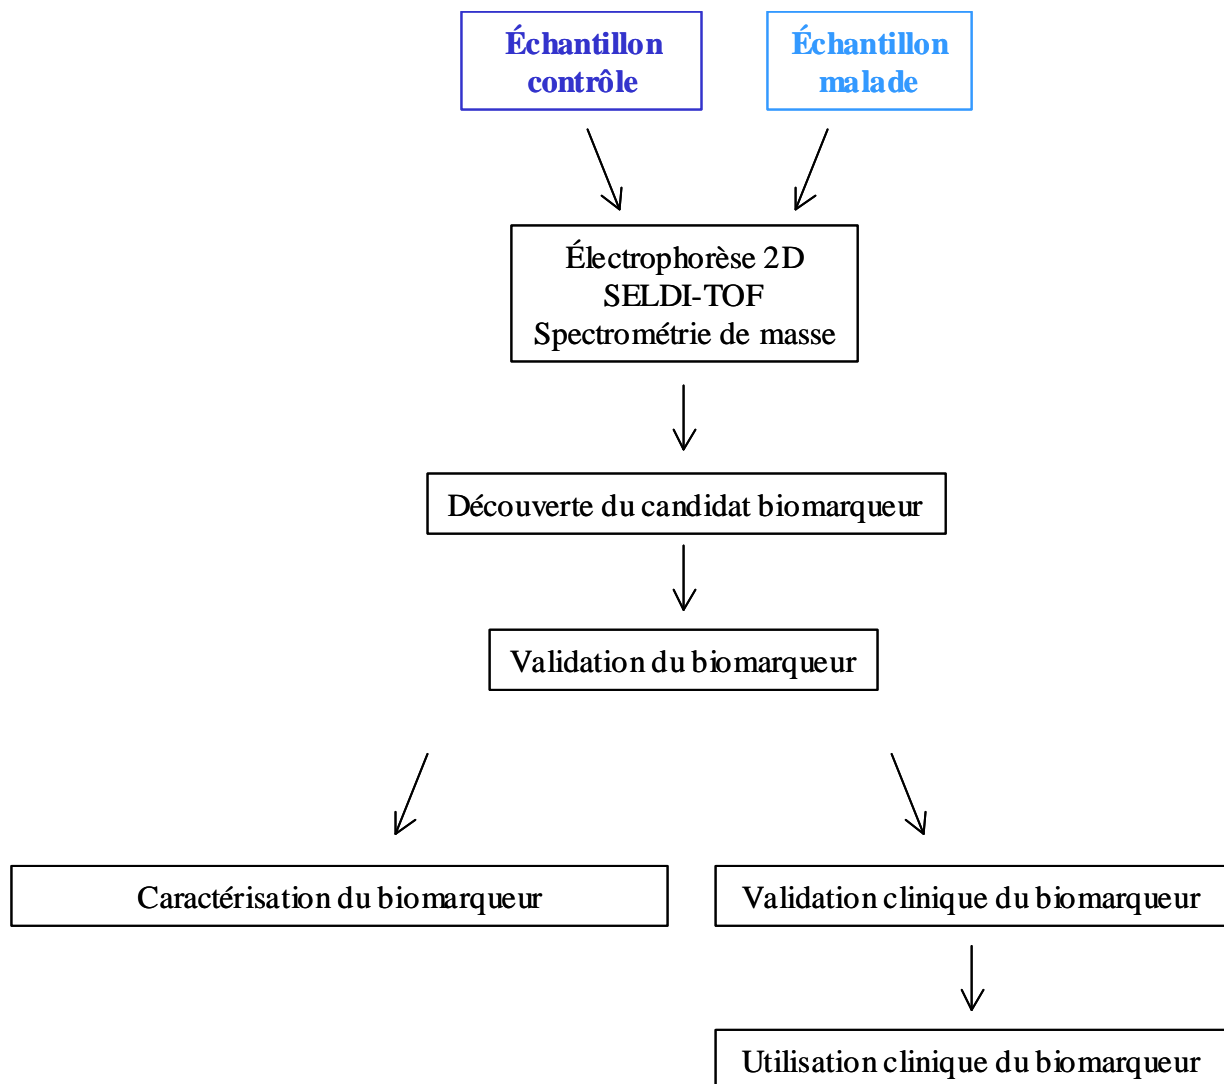 Échantillon
contrôle
Échantillon
malade
Électrophorèse 2D
SELDI-TOF
Spectrométrie de masse
Découverte du candidat biomarqueur
Validation du biomarqueur
Caractérisation du biomarqueur
Validation clinique du biomarqueur
Utilisation clinique du biomarqueur